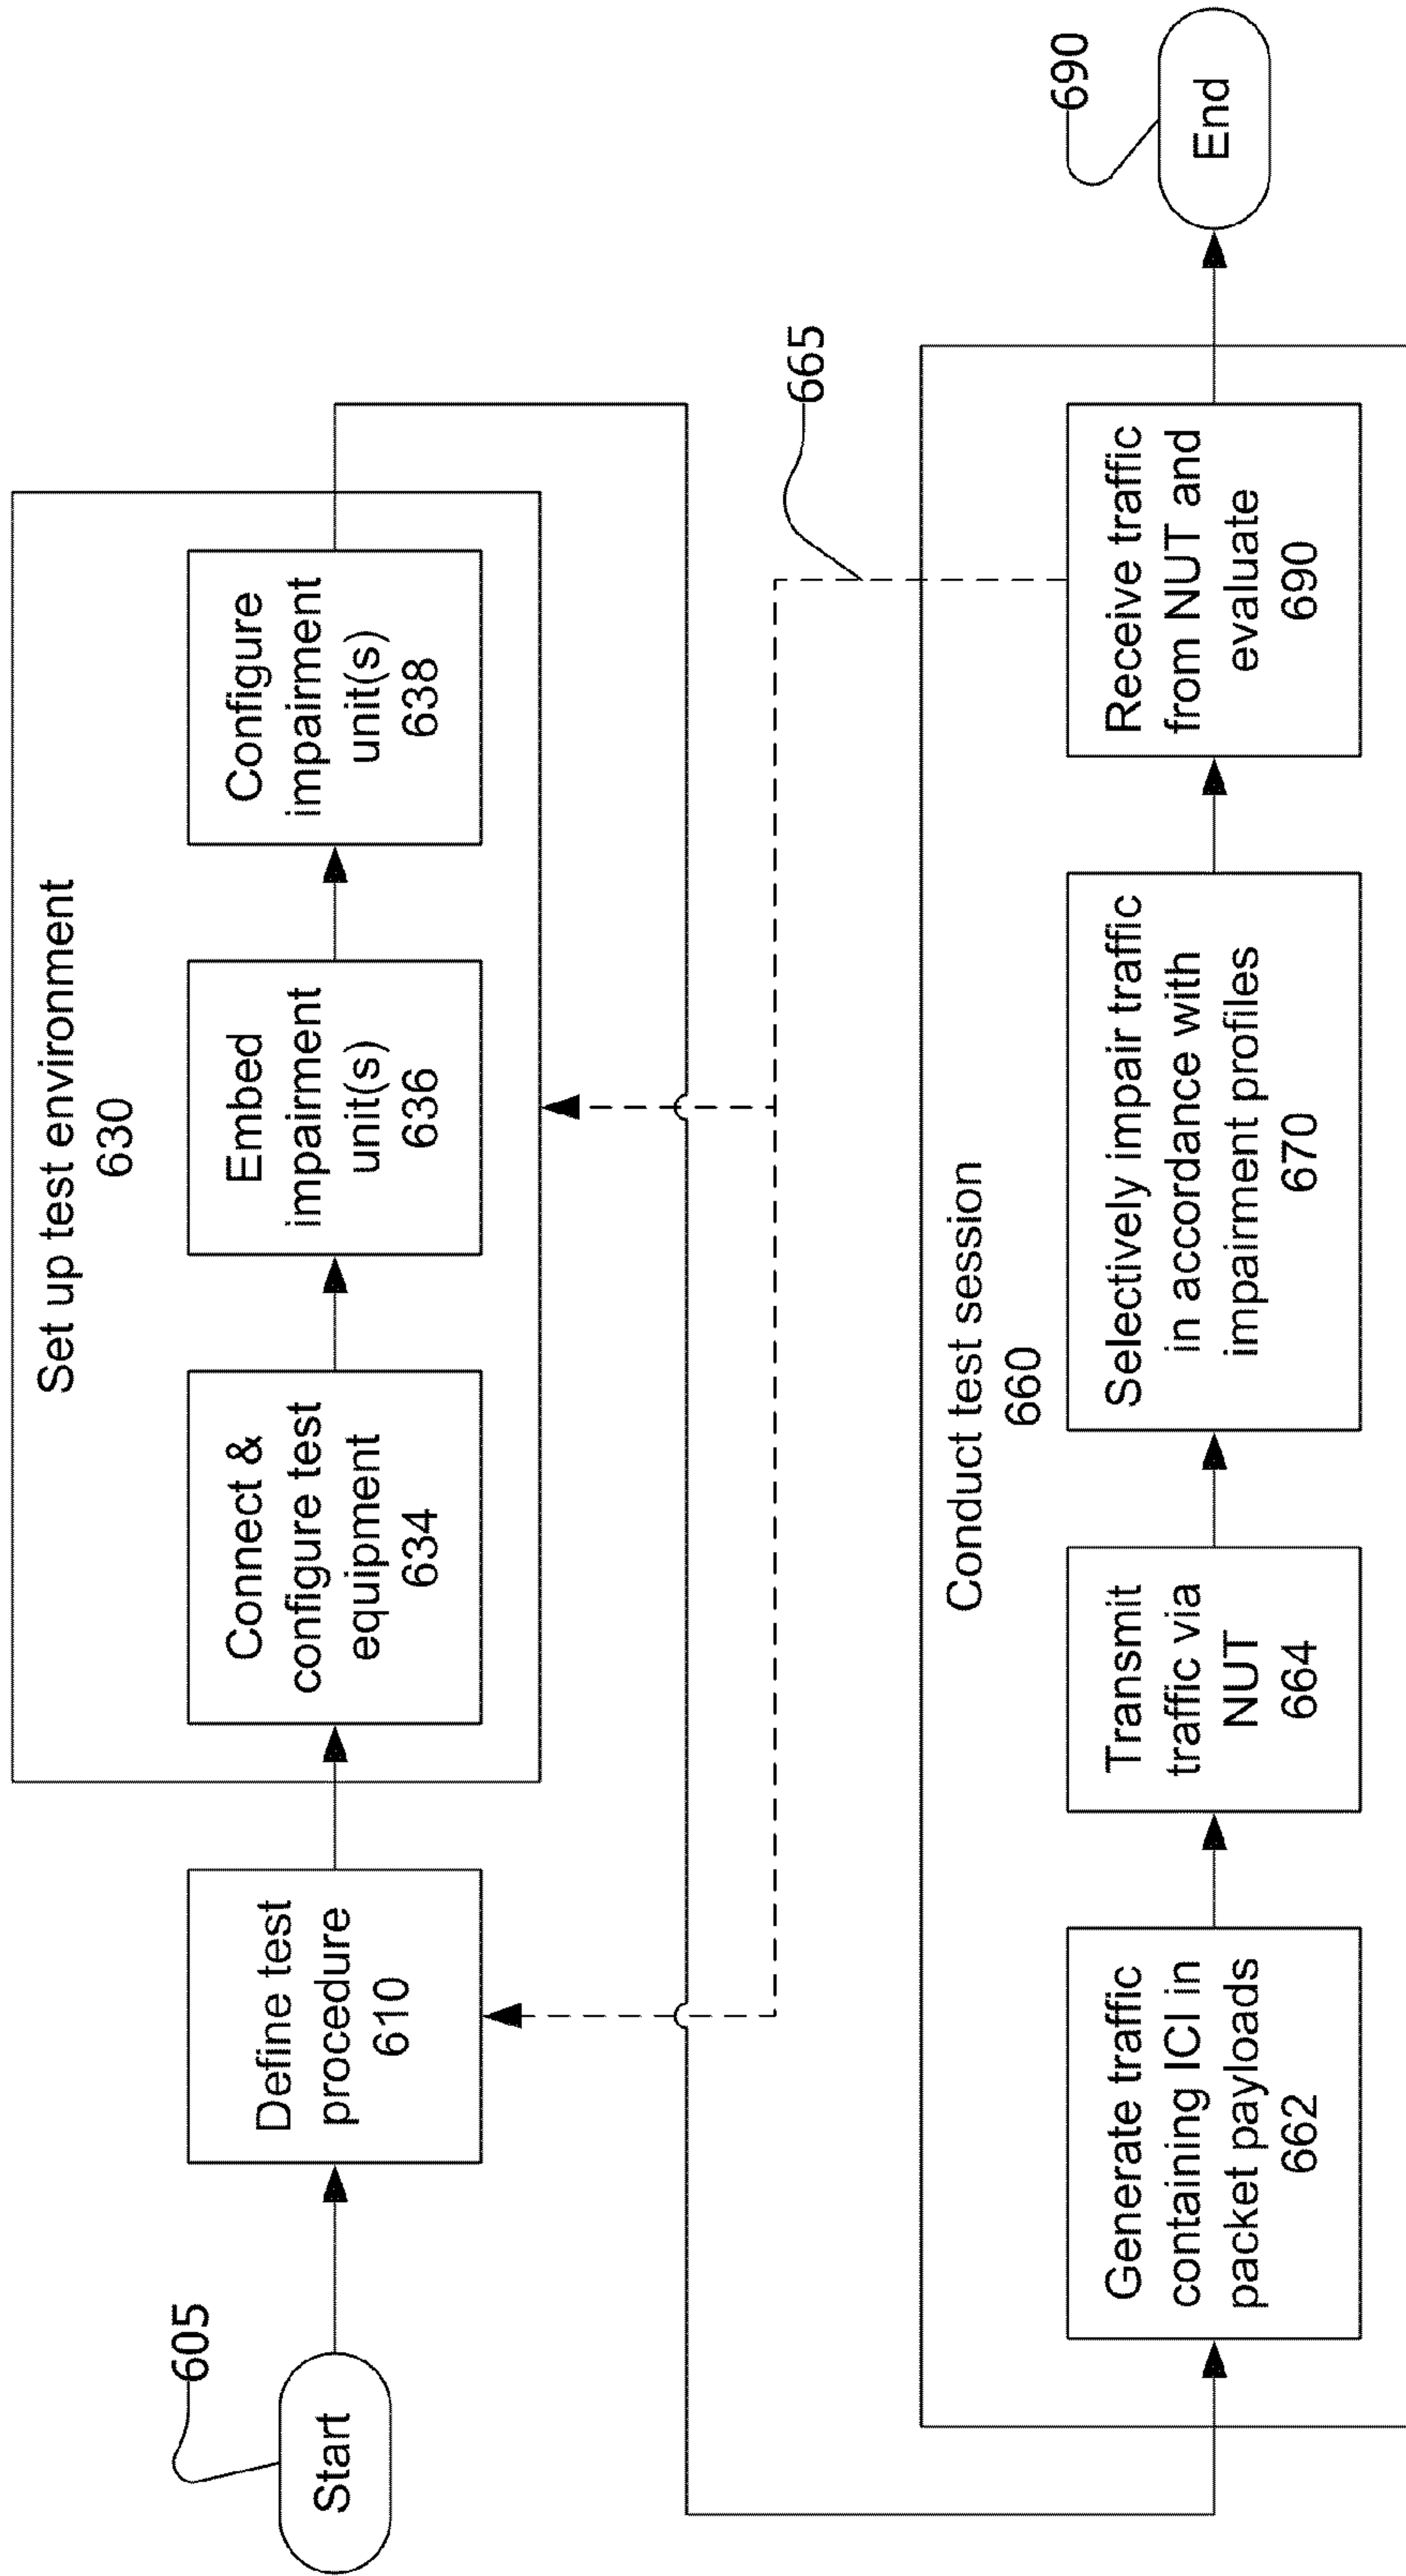 605
Start
Define test
procedure
610
Set up test environment
630
Connect &
configure test
equipment
634
Embed
impairment
unit(s)
636
Configure
impairment
unit(s)
638
665
Conduct test session
660
Generate traffic
containing ICI in
packet payloads
662
Transmit
traffic via
NUT
664
Selectively impair traffic
in accordance with
impairment profiles
670
Receive traffic
from NUT and
evaluate
690
690
End